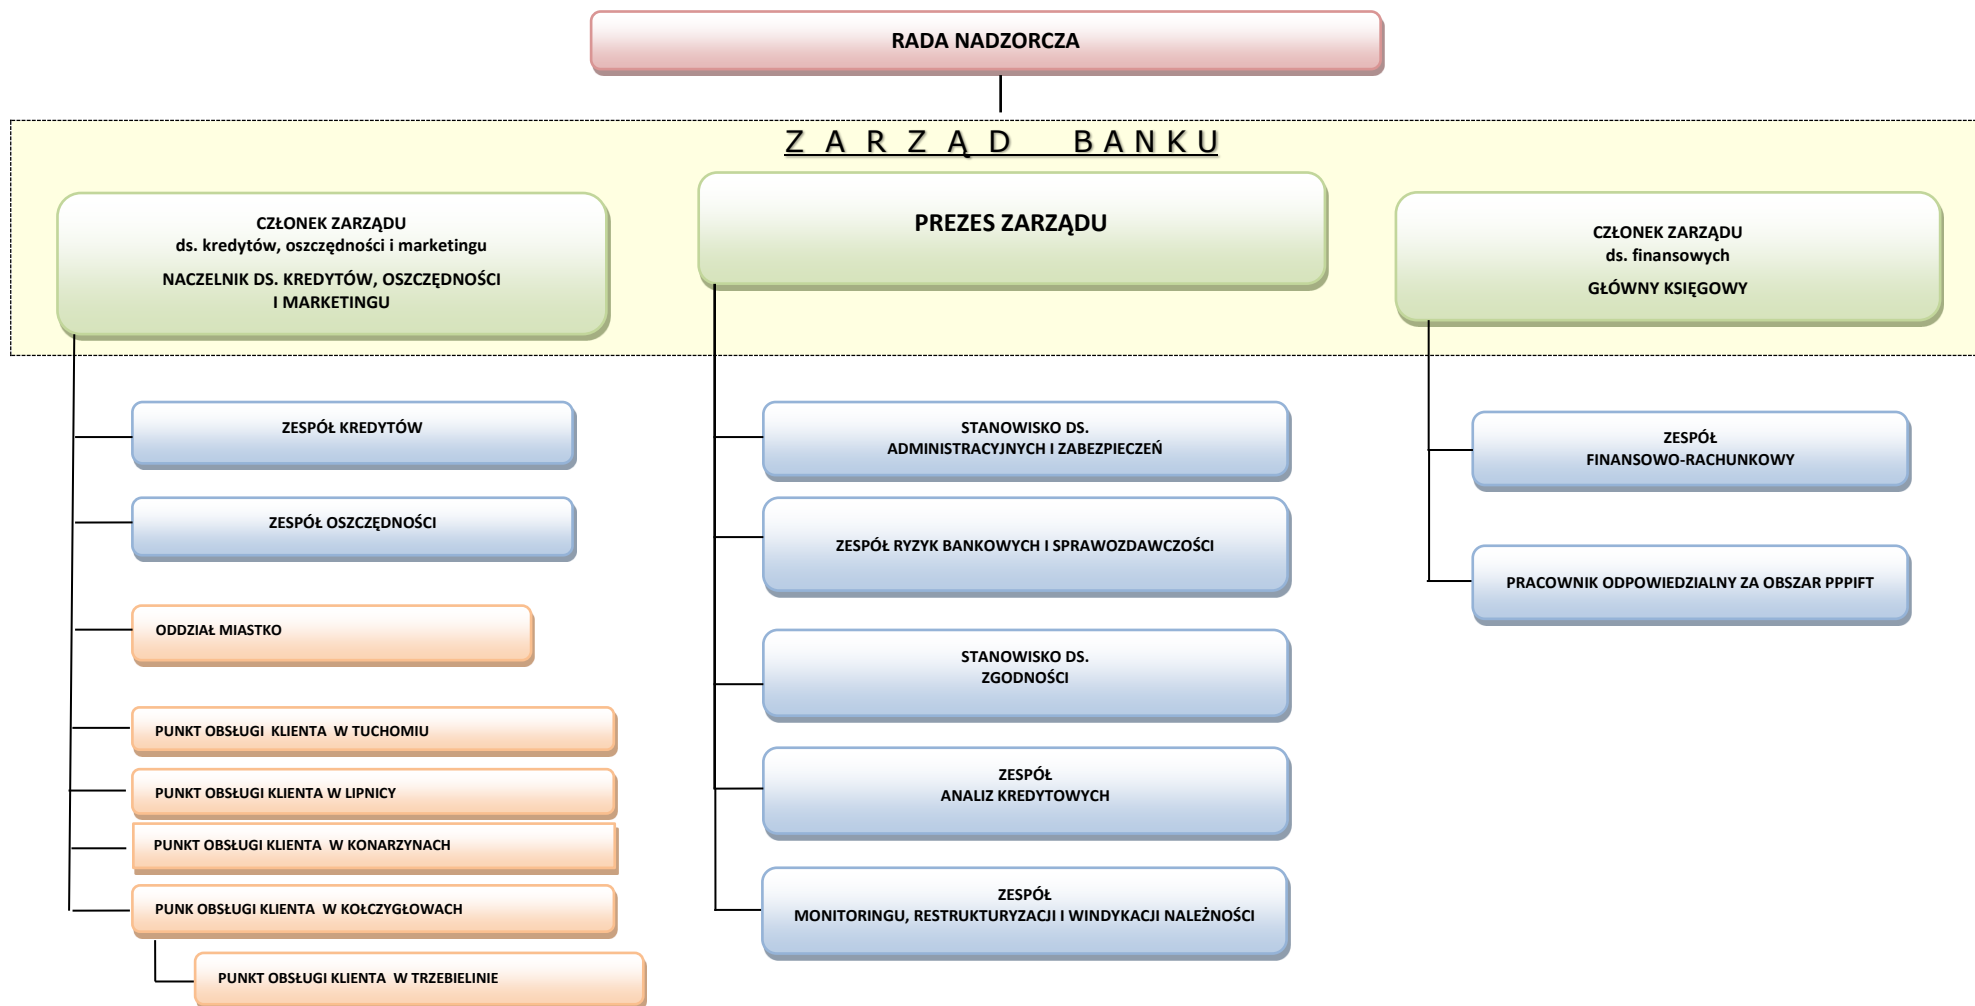 RADA NADZORCZA
ZARZĄD BANKU
CZŁONEK ZARZĄDU
ds. kredytów, oszczędności i marketingu
NACZELNIK DS. KREDYTÓW, OSZCZĘDNOŚCI
I MARKETINGU
PREZES ZARZĄDU
CZŁONEK ZARZĄDU
ds. finansowych
GŁÓWNY KSIĘGOWY
ZESPÓŁ KREDYTÓW
ZESPÓŁ OSZCZĘDNOŚCI
ODDZIAŁ MIASTKO
PUNKT OBSŁUGI KLIENTA W TUCHOMIU
PUNKT OBSŁUGI KLIENTA W LIPNICY
PUNKT OBSŁUGI KLIENTA W KONARZYNACH
PUNK OBSŁUGI KLIENTA W KOŁCZYGŁOWACH
PUNKT OBSŁUGI KLIENTA W TRZEBIELINIE
STANOWISKO DS.
ADMINISTRACYJNYCH I ZABEZPIECZEŃ
ZESPÓŁ RYZYK BANKOWYCH I SPRAWOZDAWCZOŚCI
STANOWISKO DS.
ZGODNOŚCI
ZESPÓŁ
ANALIZ KREDYTOWYCH
ZESPÓŁ
MONITORINGU, RESTRUKTURYZACJI I WINDYKACJI NALEŻNOŚCI
ZESPÓŁ
FINANSOWO-RACHUNKOWY
PRACOWNIK ODPOWIEDZIALNY ZA OBSZAR PPPIFT